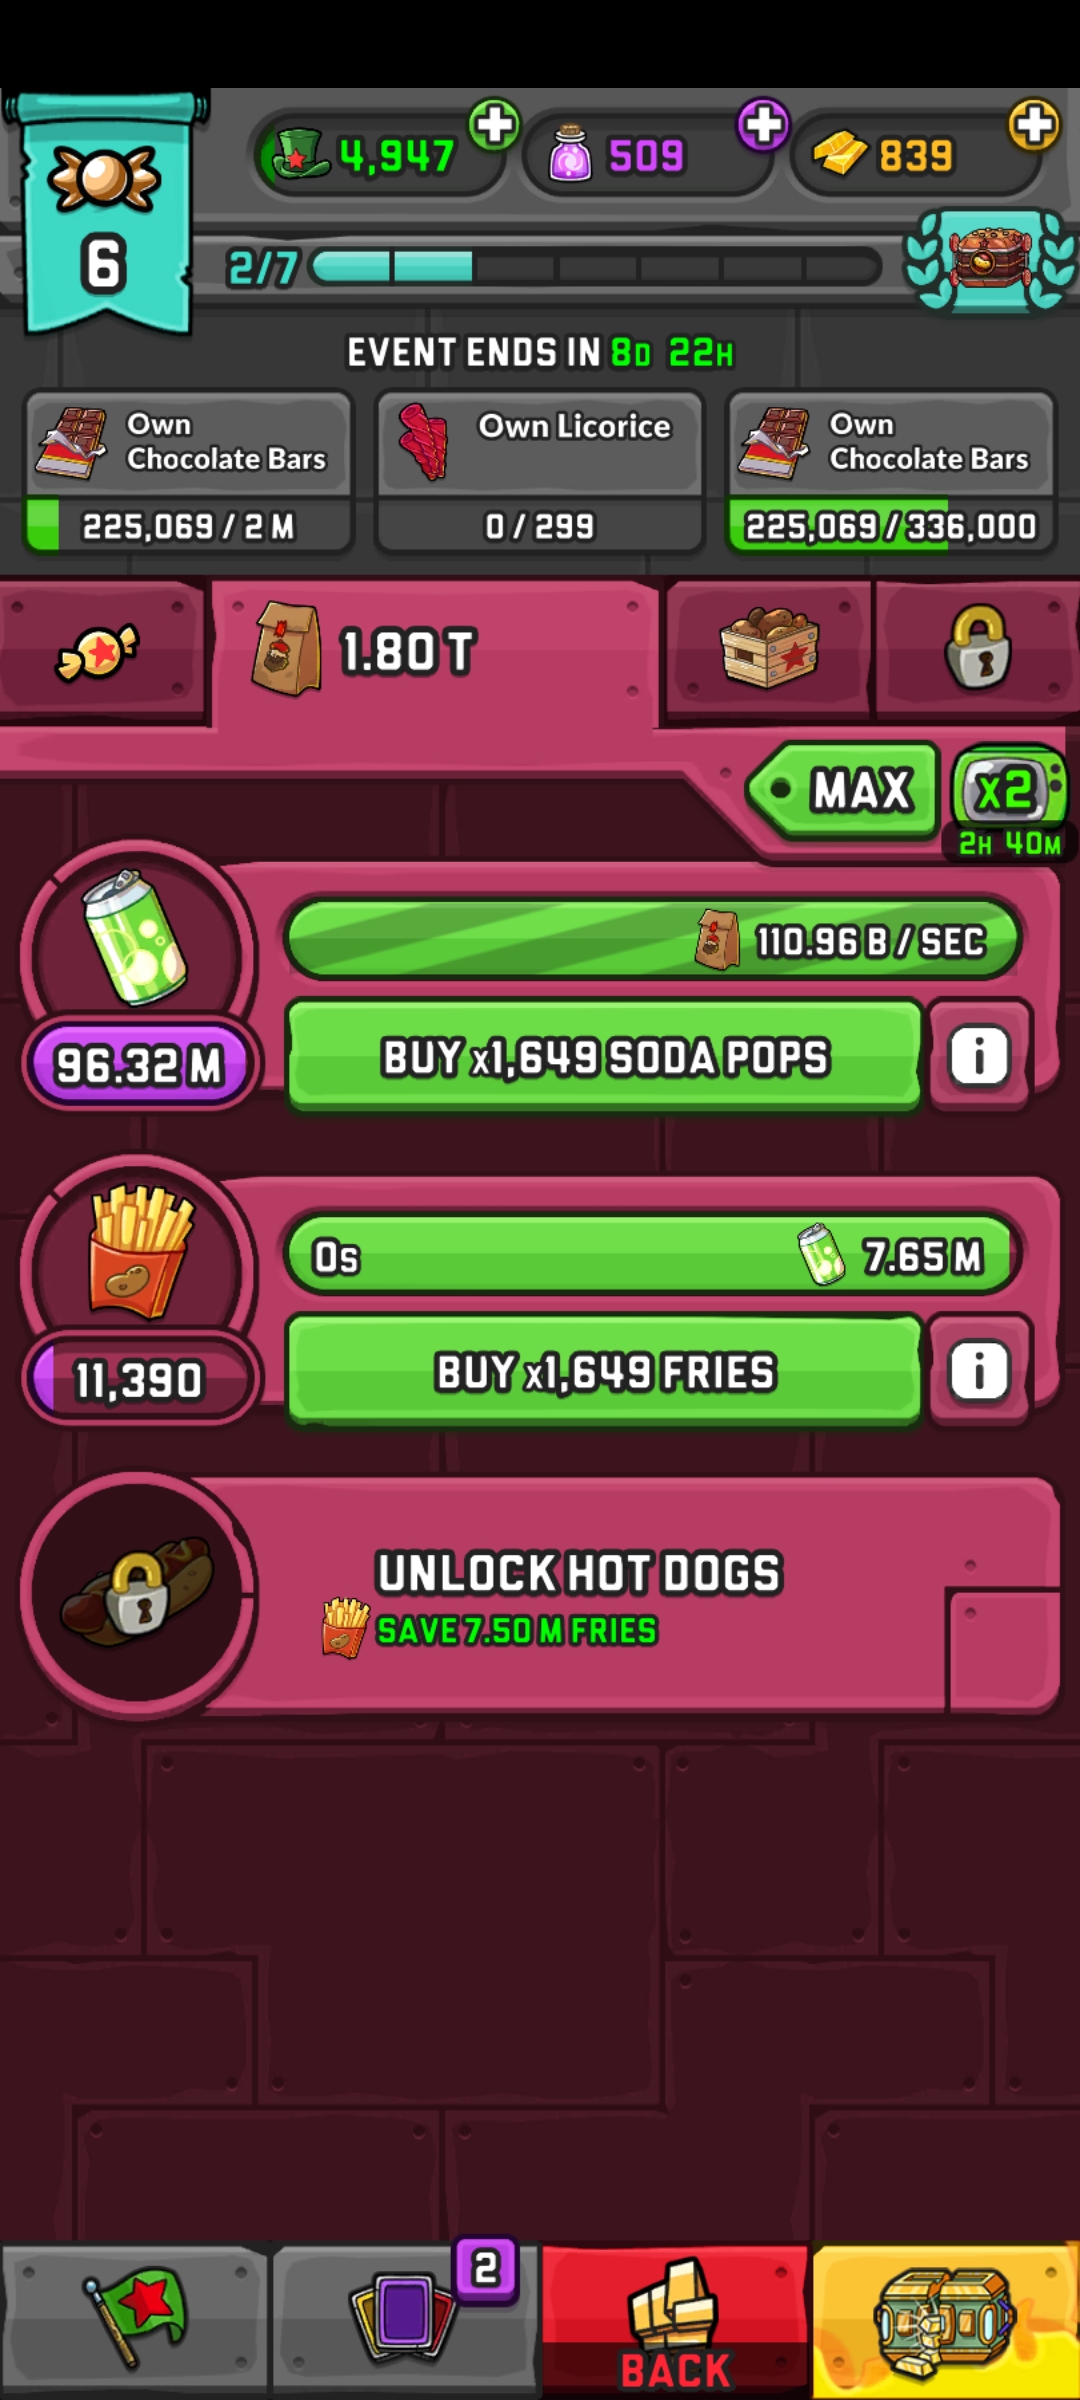 4,947
509
839
6
2/7
EVENT ENDS IN 8D 22H
Own
Chocolate Bars
225,069 / 2 M
Own Licorice
0 / 299
Own
Chocolate Bars
225,069 / 336,000
1.80 T
MAX
x2
2H 40M
110.96 B / SEC
96.32 M
BUY x1,649 SODA POPS
i
0s
7.65 M
11,390
BUY x1,649 FRIES
i
UNLOCK HOT DOGS
SAVE 7.50 M FRIES
2
BACK